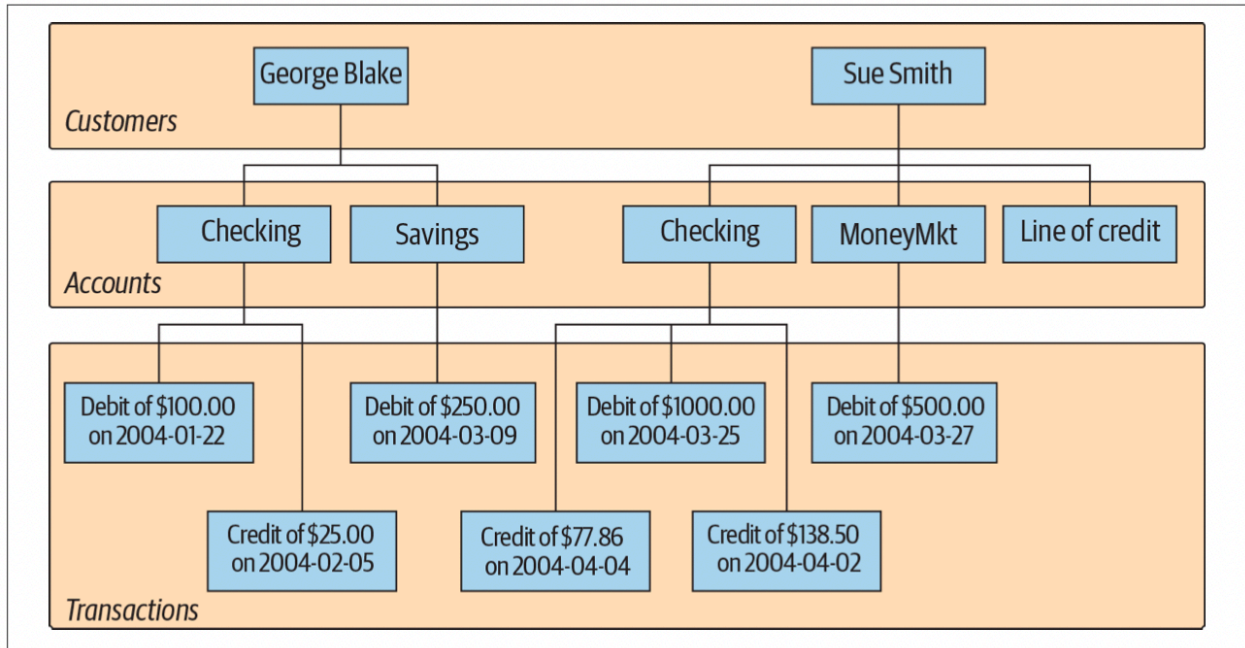 George Blake
Sue Smith
Customers
Checking
Savings
Checking
MoneyMkt
Line of credit
Accounts
Debit of $100.00
on 2004-01-22
Debit of $250.00
on 2004-03-09
Debit of $1000.00
on 2004-03-25
Debit of $500.00
on 2004-03-27
Credit of $25.00
on 2004-02-05
Credit of $77.86
on 2004-04-04
Credit of $138.50
on 2004-04-02
Transactions